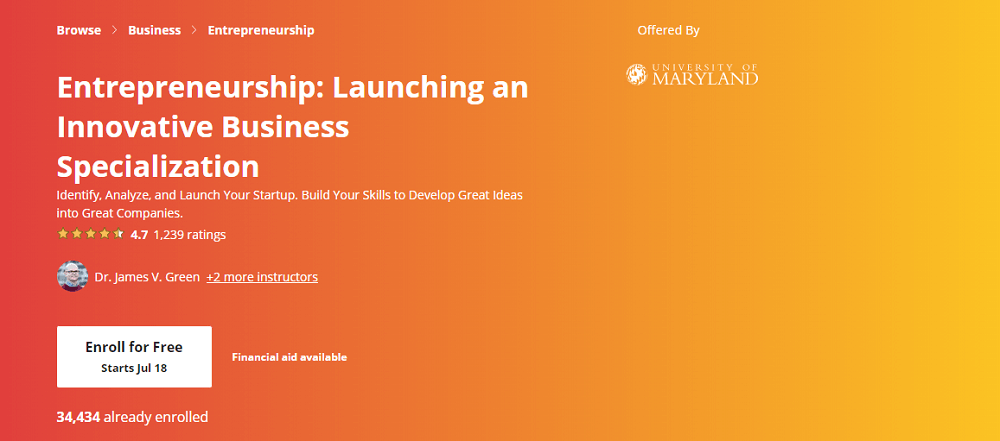 Browse > Business > Entrepreneurship
Offered By
UNIVERSITY OF
MARYLAND
Entrepreneurship: Launching an
Innovative Business
Specialization
Identify, Analyze, and Launch Your Startup. Build Your Skills to Develop Great Ideas
into Great Companies.
4.7 1,239 ratings
Dr. James V. Green +2 more instructors
Enroll for Free
Starts Jul 18
Financial aid available
34,434 already enrolled